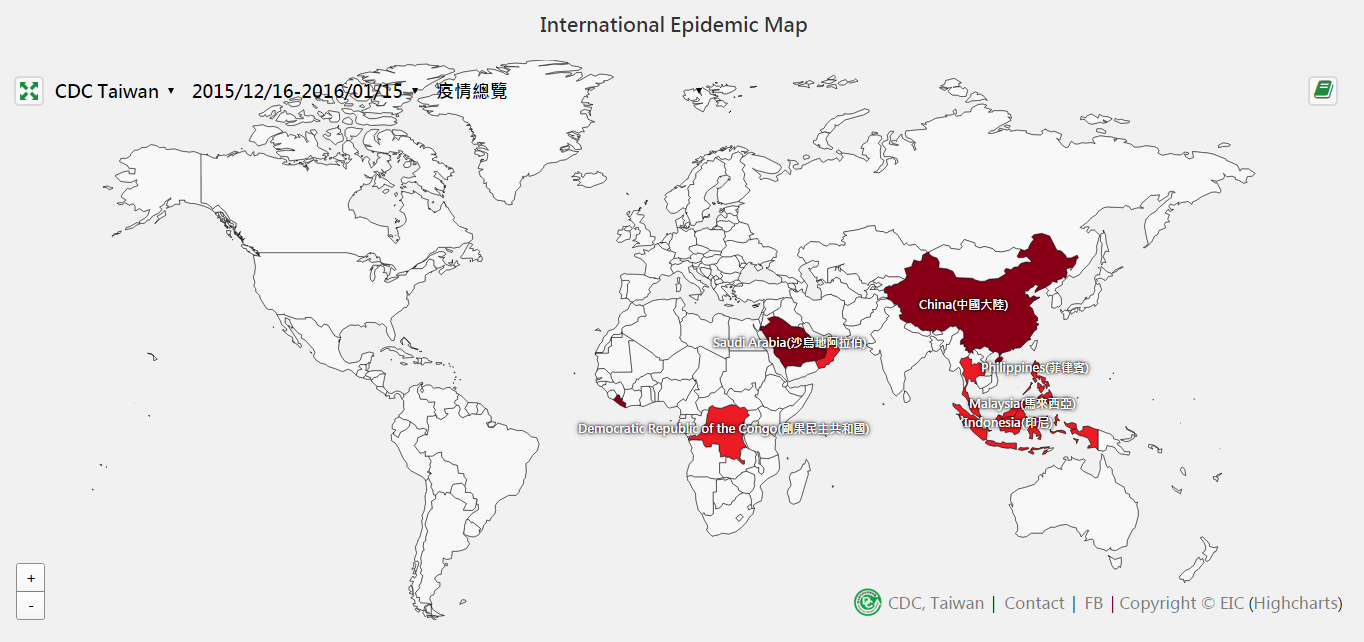 International Epidemic Map
CDC Taiwan 2015/12/16-2016/01/15 疫情總覽
China(中國大陸)
Saudi Arabia(沙烏地阿拉伯)
Philippines(菲律賓)
Malaysia(馬來西亞)
Indonesia(印尼)
Democratic Republic of the Congo(剛果民主共和國)
+
-
CDC, Taiwan | Contact | FB | Copyright © EIC (Highcharts)